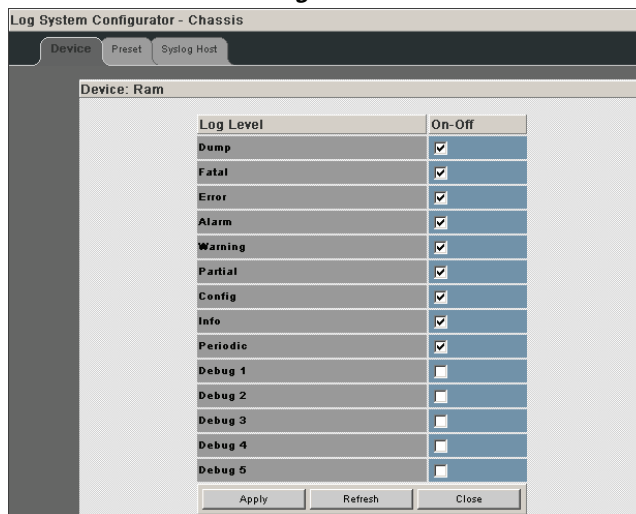 Log System Configurator - Chassis
Device Preset Syslog Host
Device: Ram
Log Level On-Off
Dump
Fatal
Error
Alarm
Warning
Partial
Config
Info
Periodic
Debug 1
Debug 2
Debug 3
Debug 4
Debug 5
Apply Refresh Close